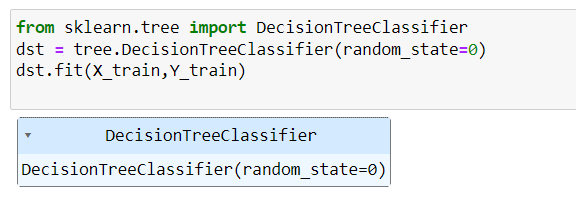 from sklearn.tree import DecisionTreeClassifier
dst = tree.DecisionTreeClassifier(random_state=0)
dst.fit(X_train,Y_train)
DecisionTreeClassifier
DecisionTreeClassifier(random_state=0)